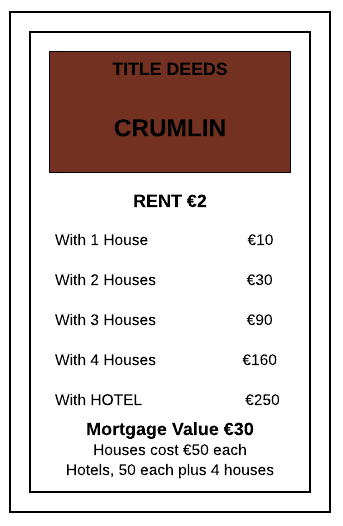 TITLE DEEDS
CRUMLIN
RENT €2
With 1 House €10
With 2 Houses €30
With 3 Houses €90
With 4 Houses €160
With HOTEL €250
Mortgage Value €30
Houses cost €50 each
Hotels, 50 each plus 4 houses